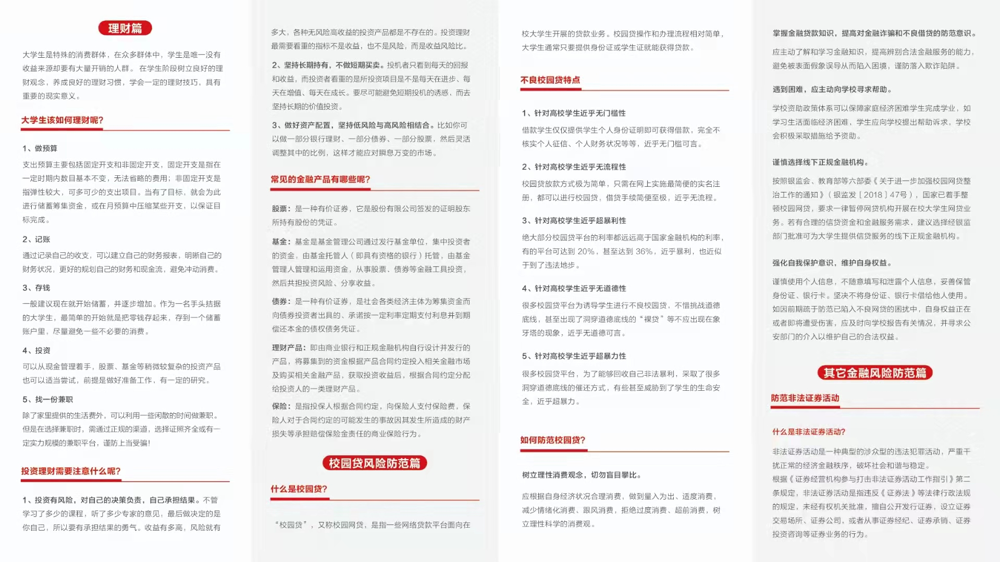 理财篇
大学生是特殊的消费群体，在众多群体中，学生是唯一没有
收益来源却要有大量开销的人群。 在学生阶段树立良好的理
财观念，养成良好的理财习惯，学会一定的理财技巧，具有
重要的现实意义。
大学生该如何理财呢?
1、做预算
支出预算主要包括固定开支和非固定开支，固定开支是指在
一定时期内数目基本不变，无法省略的费用；非固定开支是
指弹性较大，可多可少的支出项目。当有了目标，就会为此
进行储蓄筹集资金，或在月预算中压缩某些开支，以保证目
标完成。
2、记账
通过记录自己的收支，可以建立自己的财务报表，明晰自己的
财务状况，更好的规划自己的财务和现金流，避免冲动消费。
3、存钱
一般建议现在就开始储蓄，并逐步增加。作为一名手头拮据
的大学生，最简单的开始就是把零钱存起来，存到一个储蓄
账户里，尽量避免一些不必要的消费。
4、投资
可以从现金管理着手，股票、基金等稍微较复杂的投资产品
也可以适当尝试，前提是做好准备工作，有一定的研究。
5、找一份兼职
除了家里提供的生活费外，可以利用一些闲散的时间做兼职。
但是在选择兼职时，需通过正规的渠道，选择证照齐全或有一
定实力规模的兼职平台，谨防上当受骗!
投资理财需要注意什么呢?
1、投资有风险，对自己的决策负责，自己承担结果。不管
学习了多少的课程，听了多少专家的意见，最后做决定的是
你自己，所以要有承担结果的勇气。收益有多高，风险就有
多大，各种无风险高收益的投资产品都是不存在的。投资理财
最需要看重的指标不是收益，也不是风险，而是收益风险比。
2、坚持长期持有，不做短期买卖。投机者只看到每天的回报
和收益，而投资者看重的是所投资项目是不是每天在进步、每
天在增值、每天在成长。要尽可能避免短期投机的诱惑，而去
坚持长期的价值投资。
3、做好资产配置，坚持低风险与高风险相结合。比如你可
以做一部分银行理财、一部分债券、一部分股票，然后灵活
调整其中的比例，这样才能应对瞬息万变的市场。
常见的金融产品有哪些呢?
股票：是一种有价证券，它是股份有限公司签发的证明股东
所持有股份的凭证。
基金：基金是基金管理公司通过发行基金单位，集中投资者
的资金，由基金托管人（即具有资格的银行）托管，由基金
管理人管理和运用资金，从事股票、债券等金融工具投资，
然后共担投资风险、分享收益。
债券：是一种有价证券，是社会各类经济主体为筹集资金而
向债券投资者出具的、承诺按一定利率定期支付利息并到期
偿还本金的债权债务凭证。
理财产品：即由商业银行和正规金融机构自行设计并发行的
产品，将募集到的资金根据产品合同约定投入相关金融市场
及购买相关金融产品，获取投资收益后，根据合同约定分配
给投资人的一类理财产品。
保险：是指投保人根据合同约定，向保险人支付保险费，保
险人对于合同约定的可能发生的事故因其发生所造成的财产
损失等承担赔偿保险金责任的商业保险行为。
校园贷风险防范篇
什么是校园贷?
“校园贷”，又称校园网贷，是指一些网络贷款平台面向在
校大学生开展的贷款业务。校园贷操作和办理流程相对简单，
大学生通常只要提供身份证或学生证就能获得贷款。
不良校园贷特点
1、针对高校学生近乎无门槛性
借款学生仅仅提供学生个人身份证明即可获得借款，完全不
核实个人征信、个人财务状况等等，近乎无门槛可言。
2、针对高校学生近乎无流程性
校园贷放款方式极为简单，只需在网上实施最简便的实名注
册，都可以进行校园贷，借贷手续简便至极，近乎无流程。
3、针对高校学生近乎超暴利性
绝大部分校园贷平台的利率都远远高于国家金融机构的利率，
有的平台可达到 20%，甚至达到 36%，近乎暴利，也近似
于到了违法地步。
4、针对高校学生近乎无道德性
很多校园贷平台为诱导学生进行不良校园贷，不惜挑战道德
底线，甚至出现了洞穿道德底线的“裸贷”等不应出现在象
牙塔的现象，近乎无道德可言。
5、针对高校学生近乎超暴力性
很多校园贷平台，为了能够回收自己非法暴利，采取了很多
洞穿道德底线的催还方式，有些甚至威胁到了学生的生命安
全，近乎超暴力。
如何防范校园贷?
树立理性消费观念，切勿盲目攀比。
应根据自身经济状况合理消费，做到量入为出、适度消费，
减少情绪化消费、跟风消费，拒绝过度消费、超前消费，树
立理性科学的消费观。
掌握金融贷款知识，提高对金融诈骗和不良借贷的防范意识。
应主动了解和学习金融知识，提高辨别合法金融服务的能力，
避免被表面假象误导从而陷入困境，谨防落入欺诈陷阱。
遇到困难，应主动向学校寻求帮助。
学校资助政策体系可以保障家庭经济困难学生完成学业，如
学习生活面临经济困难，学生应向学校提出帮助诉求，学校
会积极采取措施给予资助。
谨慎选择线下正规金融机构。
按照银监会、教育部等六部委《关于进一步加强校园网贷整
治工作的通知》（银监发［2018］47号），国家已着手整
顿校园网贷，要求一律暂停网贷机构开展在校大学生网贷业
务。若有合理的信贷资金和金融服务需求，建议选择经银监
部门批准可为大学生提供信贷服务的线下正规金融机构。
强化自我保护意识，维护自身权益。
谨慎使用个人信息，不随意填写和泄露个人信息，妥善保管
身份证、银行卡。坚决不将身份证、银行卡借给他人使用。
如因前期疏于防范已陷入不良网贷的困扰中，自身权益正在
或者即将遭受伤害，应及时向学校报告有关情况，并寻求公
安部门的介入以维护自己的合法权益。
其它金融风险防范篇
防范非法证券活动
什么是非法证券活动?
非法证券活动是一种典型的涉众型的违法犯罪活动，严重干
扰正常的经济金融秩序，破坏社会和谐与稳定。
根据《证券经营机构参与打击非法证券活动工作指引》第二
条规定，非法证券活动是指违反《证券法》等法律行政法规
的规定，未经有权机关批准，擅自公开发行证券，设立证券
交易场所、证券公司，或者从事证券经纪、证券承销、证券
投资咨询等证券业务的行为。